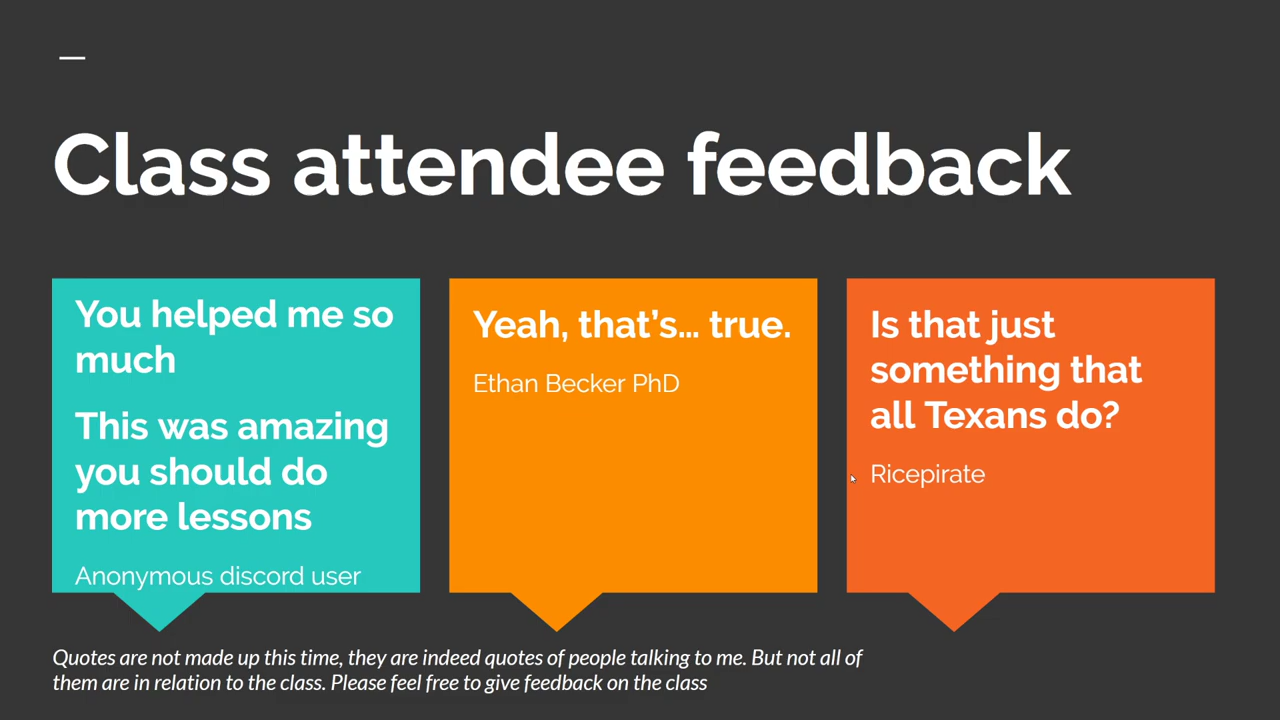 Class attendee feedback
You helped me so
much
This was amazing
you should do
more lessons
Anonymous discord user
Yeah, that’s... true.
Ethan Becker PhD
Is that just
something that
all Texans do?
Ricepirate
Quotes are not made up this time, they are indeed quotes of people talking to me. But not all of
them are in relation to the class. Please feel free to give feedback on the class